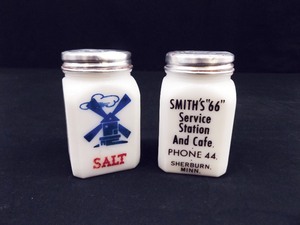 SALT
SMITH'S "66"
Service
Station
And Cafe.
PHONE 44.
SHERBURN,
MINN.